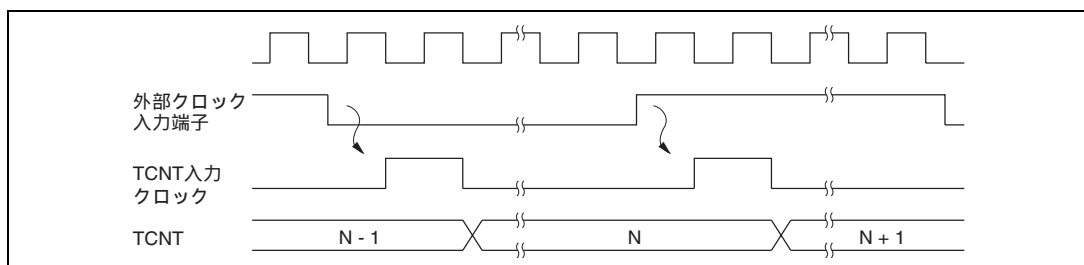 外部クロック
入力端子
TCNT入力
クロック
TCNT
N - 1
N
N + 1